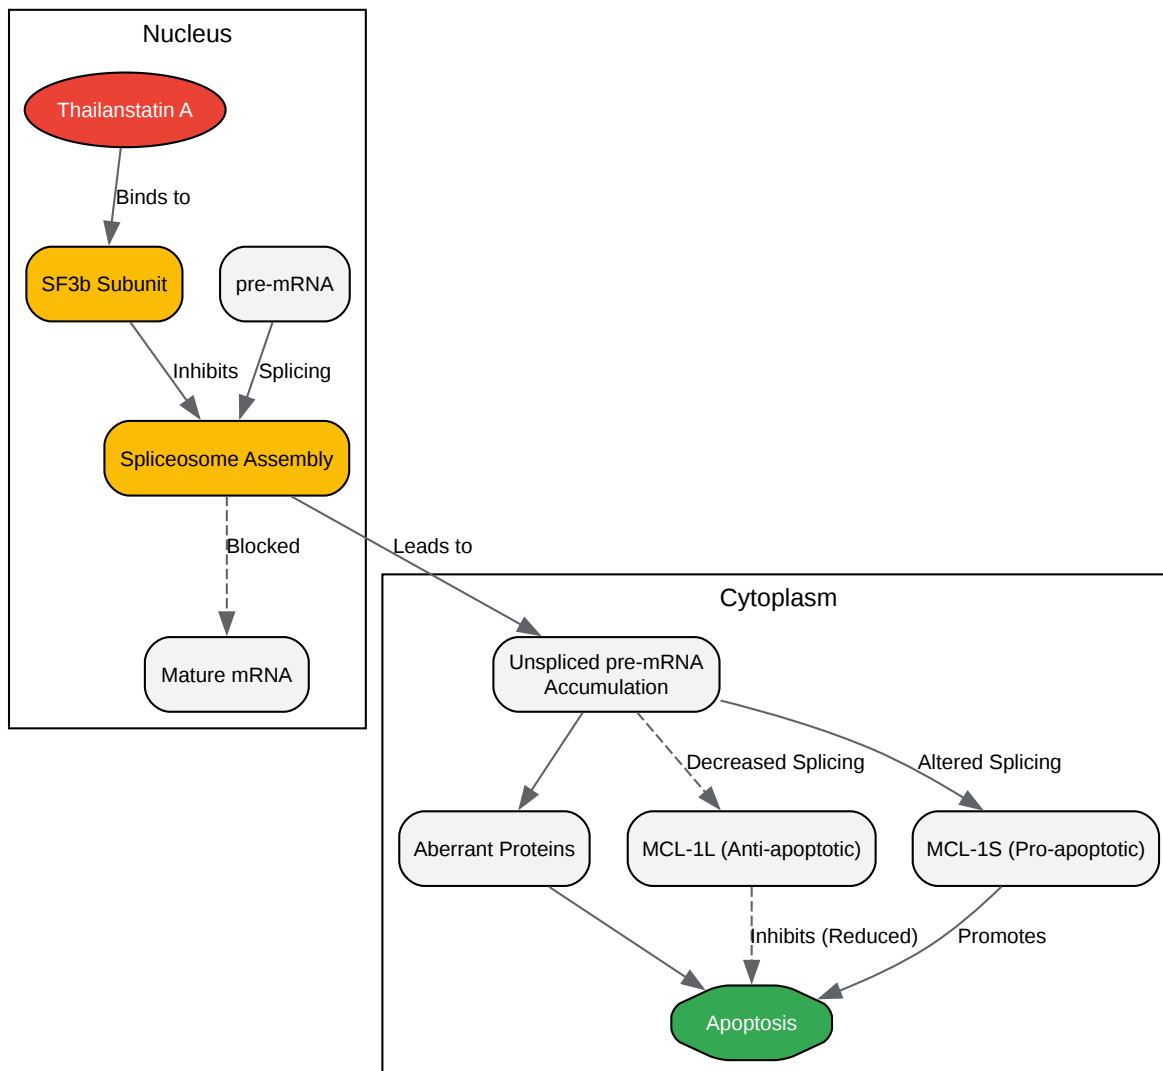 Nucleus
Thailanstatin A
Binds to
SF3b Subunit
pre-mRNA
Inhibits
Splicing
Spliceosome Assembly
Blocked
Leads to
Mature mRNA
Cytoplasm
Unspliced pre-mRNA
Accumulation
Decreased Splicing
Altered Splicing
Aberrant Proteins
MCL-1L (Anti-apoptotic)
MCL-1S (Pro-apoptotic)
Inhibits (Reduced)
Promotes
Apoptosis